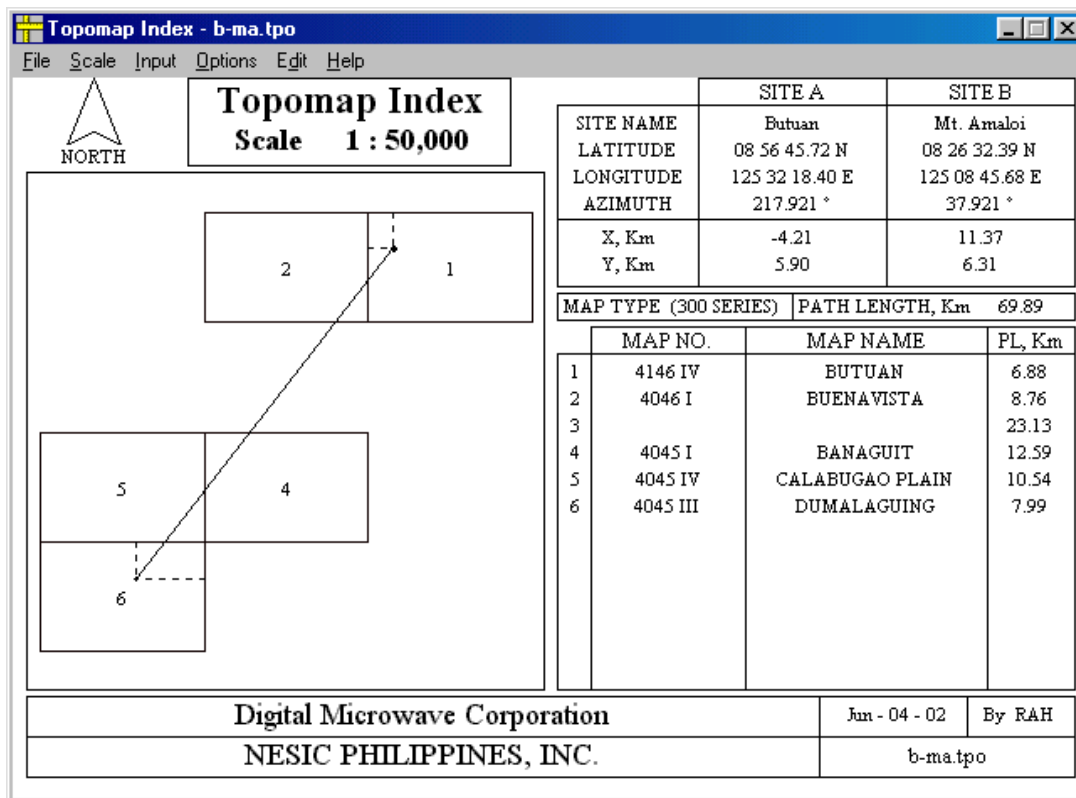 Topomap Index - b-ma.tpo
File Scale Input Options Edit Help
NORTH
Topomap Index
Scale 1 : 50,000
2
1
5
4
6
SITE A SITE B
SITE NAME Butuan Mt. Amaloi
LATITUDE 08 56 45.72 N 08 26 32.39 N
LONGITUDE 125 32 18.40 E 125 08 45.68 E
AZIMUTH 217.921 ° 37.921 °
X, Km -4.21 11.37
Y, Km 5.90 6.31
MAP TYPE (300 SERIES) PATH LENGTH, Km 69.89
MAP NO. MAP NAME PL, Km
1 4146 IV BUTUAN 6.88
2 4046 I BUENAVISTA 8.76
3 23.13
4 4045 I BANAGUIT 12.59
5 4045 IV CALABUGAO PLAIN 10.54
6 4045 III DUMALAGUING 7.99
Digital Microwave Corporation Jun - 04 - 02 By RAH
NESIC PHILIPPINES, INC. b-ma.tpo